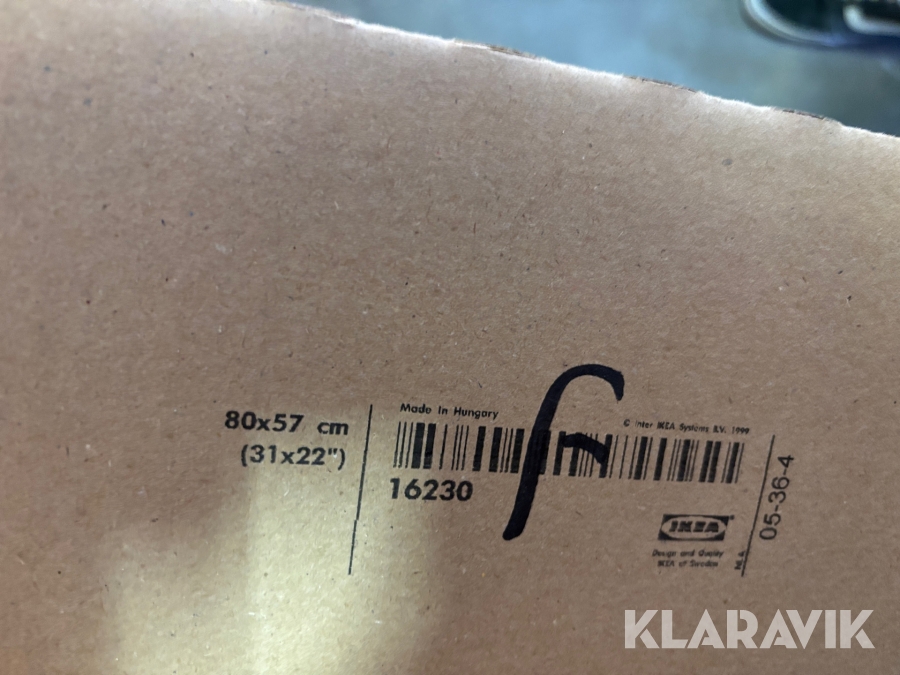 80x57 cm
(31x22")
Made in Hungary
© Inter IKEA Systems B.V. 1999
16230
f
IKEA
Design and Quality
IKEA of Sweden
05-36-4
KLARAVIK